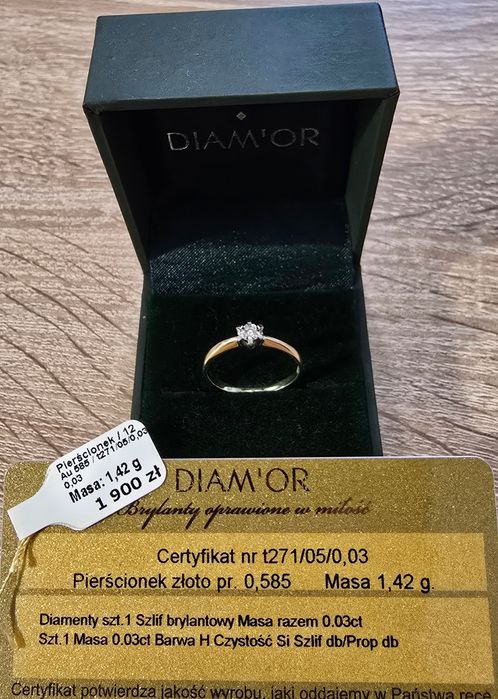 DIAM'OR
Pierścionek / 12
Au 585 / t271/05/0,03
0,03
Masa: 1,42 g
1 900 zł
DIAM'OR
Brylanty oprawione w miłość
Certyfikat nr t271/05/0,03
Pierścionek złoto pr. 0,585 Masa 1,42 g.
Diamenty szt.1 Szlif brylantowy Masa razem 0.03ct
Szt.1 Masa 0.03ct Barwa H Czystość Si Szlif db/Prop db
Certyfikat potwierdza jakość wyrobu, jaki oddajemy w Państwa ręce